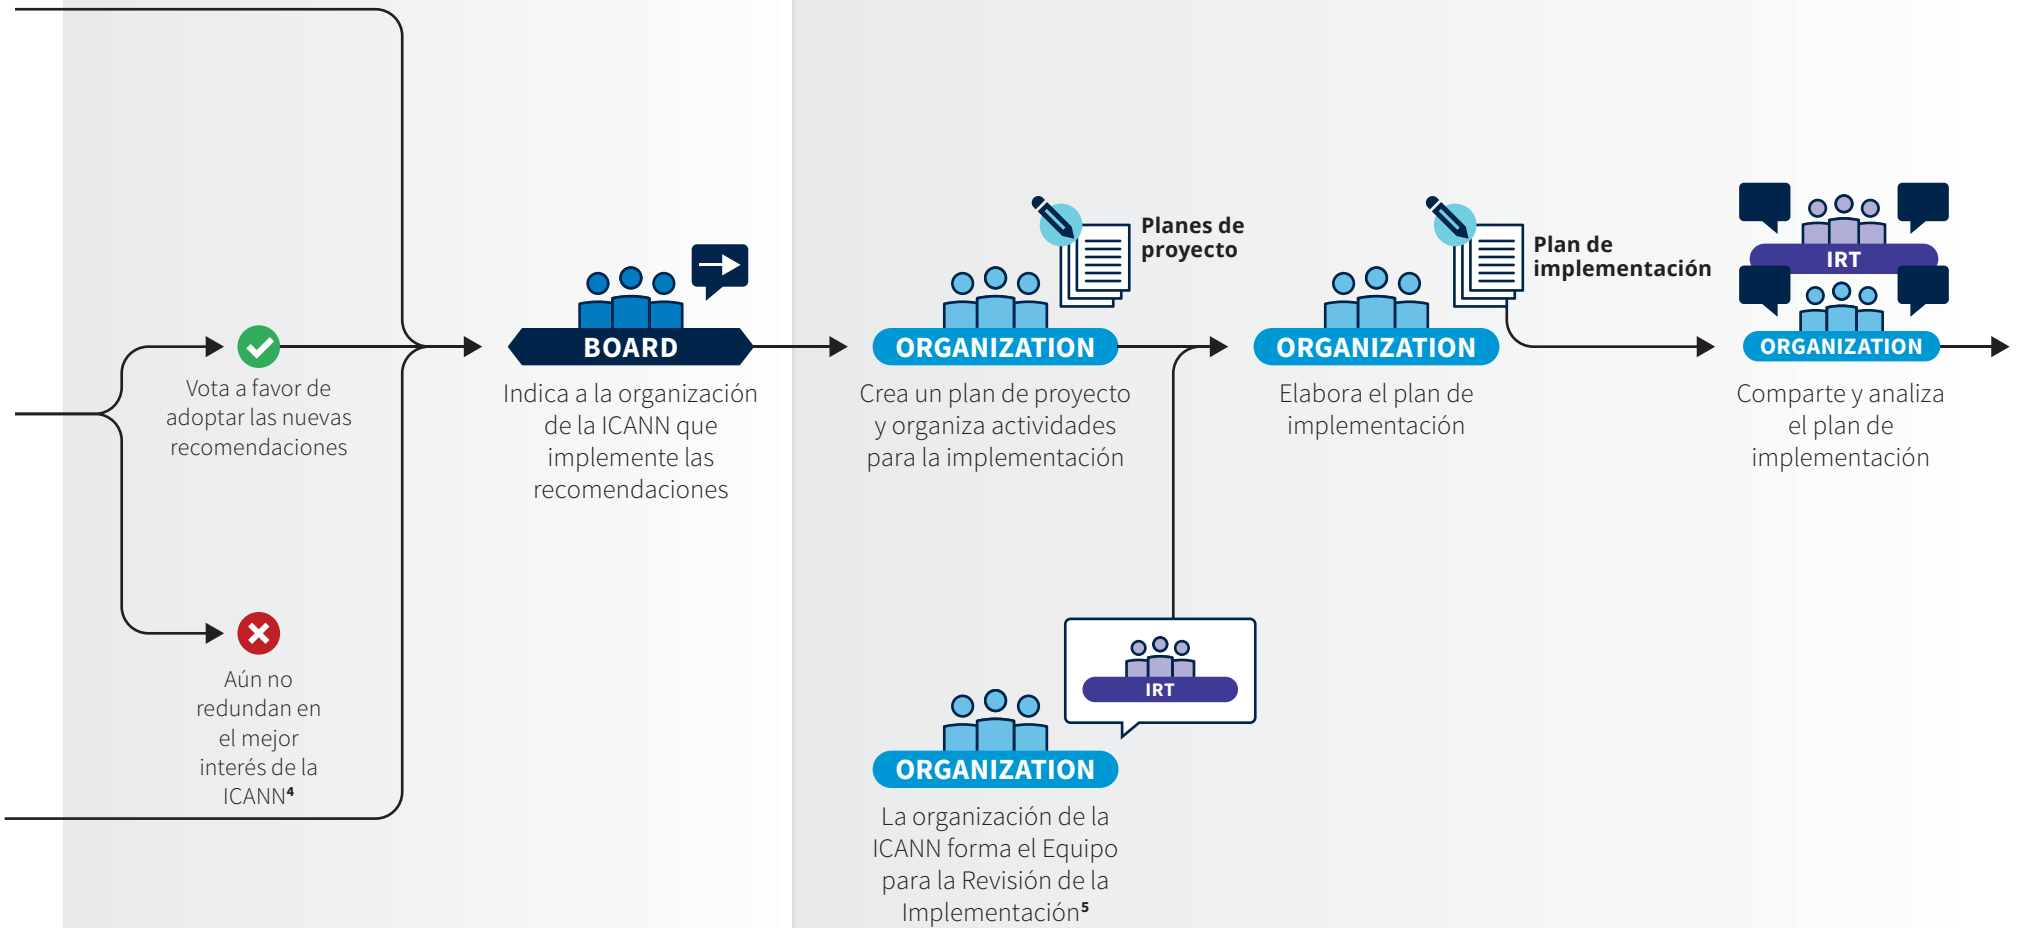 Vota a favor de
adoptar las nuevas
recomendaciones
Aún no
redundan en
el mejor
interés de la
ICANN⁴
BOARD
Indica a la organización
de la ICANN que
implemente las
recomendaciones
Planes de
proyecto
ORGANIZATION
Crea un plan de proyecto
y organiza actividades
para la implementación
IRT
ORGANIZATION
La organización de la
ICANN forma el Equipo
para la Revisión de la
Implementación⁵
Plan de
implementación
ORGANIZATION
Elabora el plan de
implementación
IRT
ORGANIZATION
Comparte y analiza
el plan de
implementación